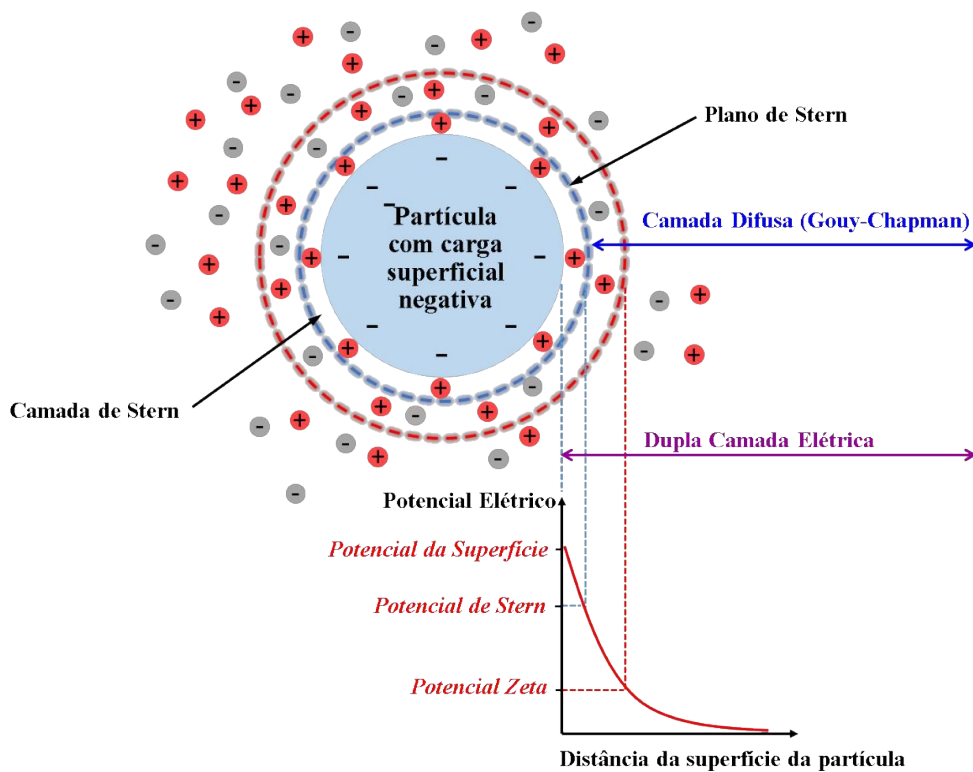 Plano de Stern
Partícula
com carga
superficial
negativa
Camada Difusa (Gouy-Chapman)
Camada de Stern
Dupla Camada Elétrica
Potencial Elétrico
Potencial da Superfície
Potencial de Stern
Potencial Zeta
Distância da superfície da partícula